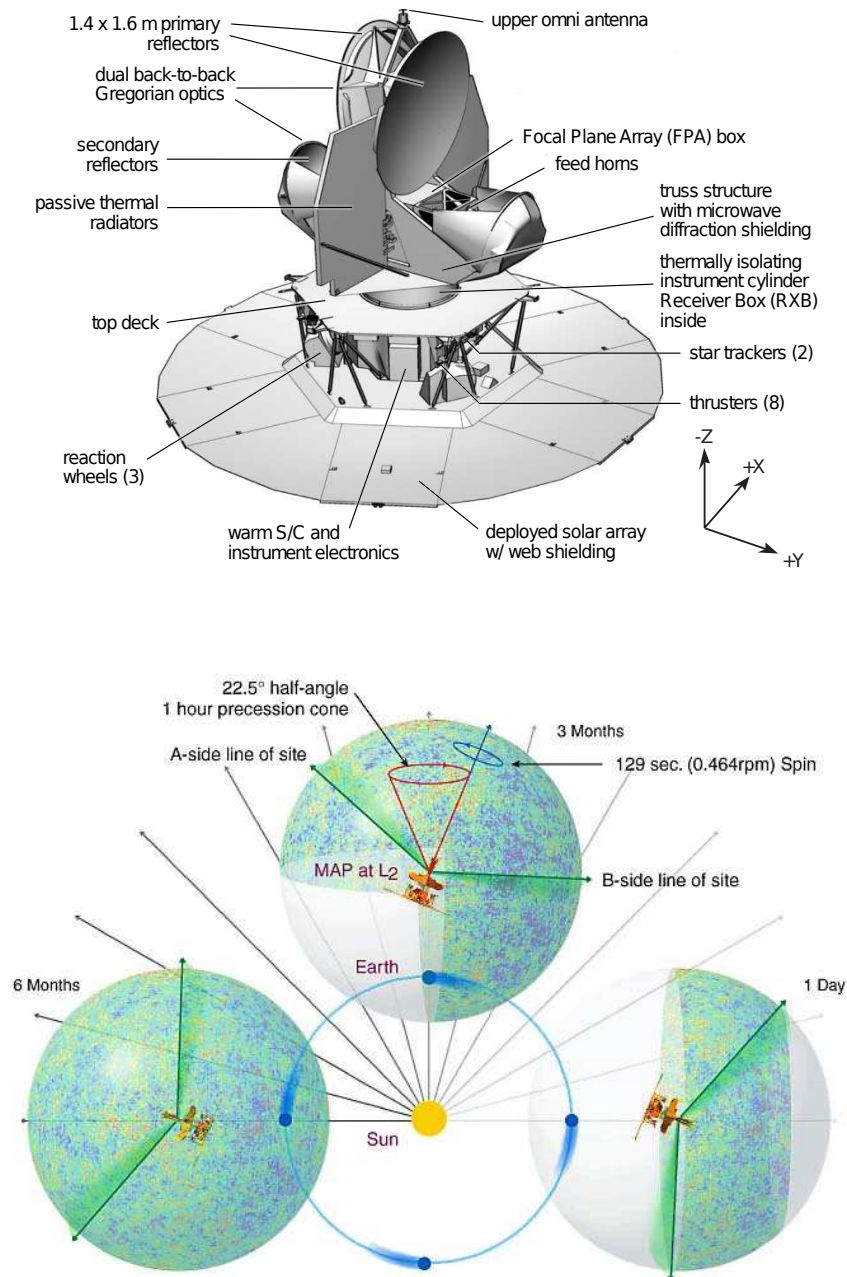 1.4 x 1.6 m primary
reflectors
upper omni antenna
dual back-to-back
Gregorian optics
secondary
reflectors
passive thermal
radiators
Focal Plane Array (FPA) box
feed horns
truss structure
with microwave
diffraction shielding
thermally isolating
instrument cylinder
Receiver Box (RXB)
inside
top deck
star trackers (2)
thrusters (8)
reaction
wheels (3)
warm S/C and
instrument electronics
deployed solar array
w/ web shielding
-Z
+X
+Y
22.5° half-angle
1 hour precession cone
A-side line of site
3 Months
129 sec. (0.464rpm) Spin
MAP at L2
B-side line of site
Earth
6 Months
1 Day
Sun